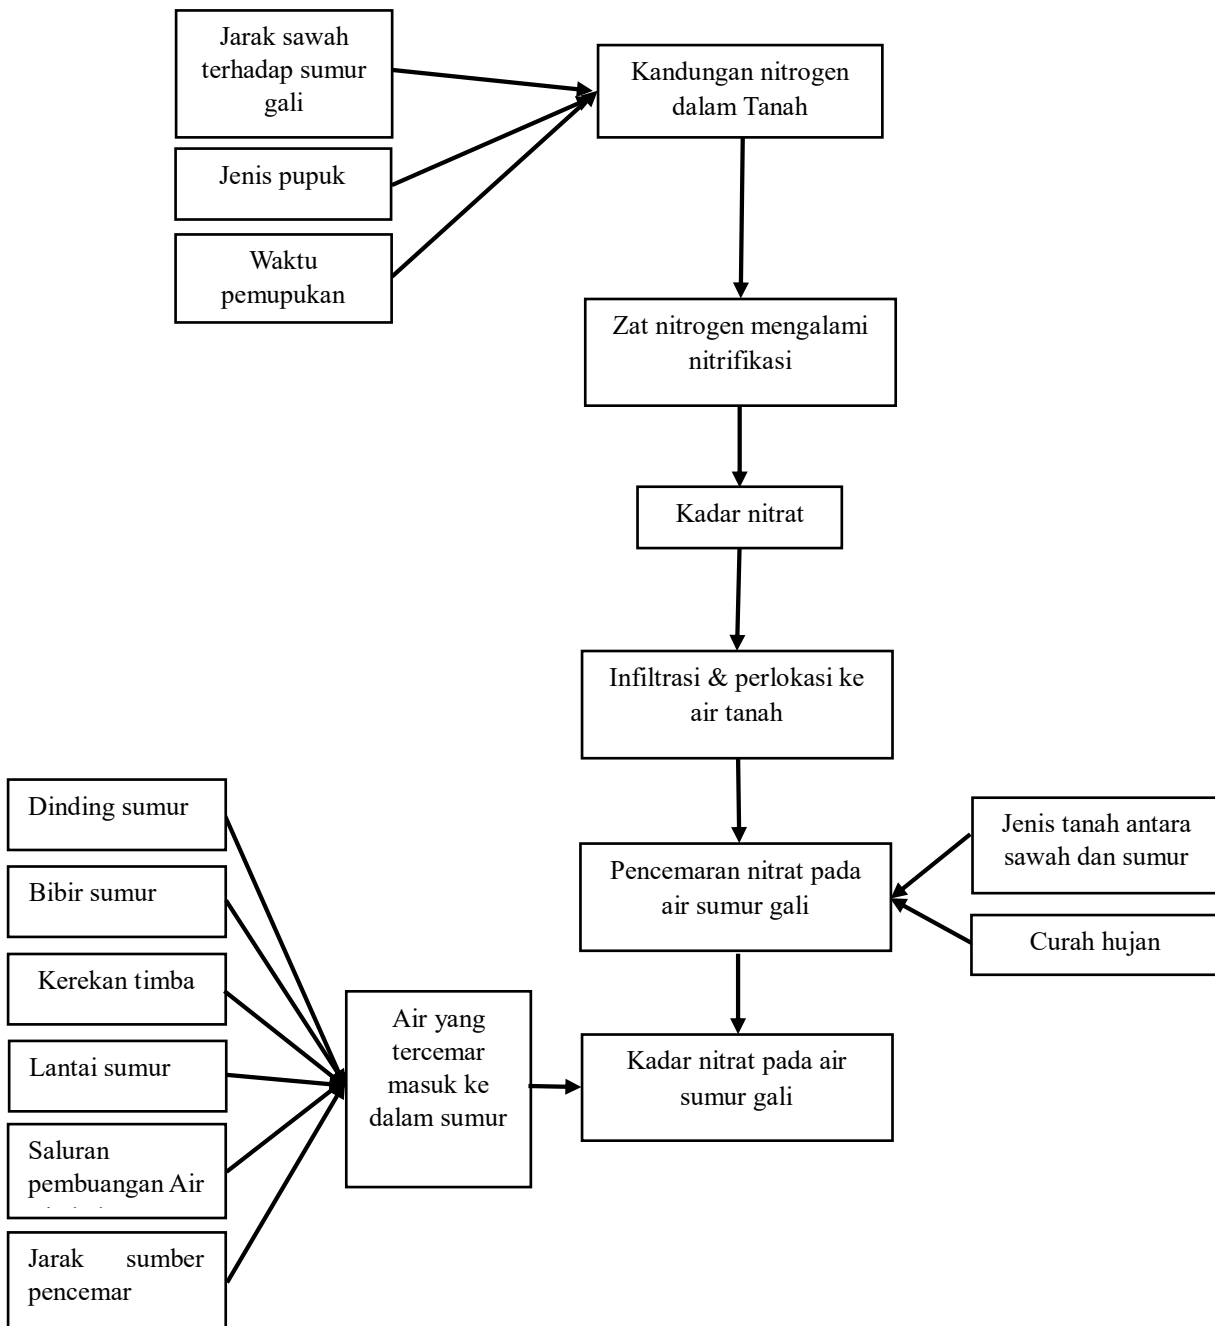 Jarak sawah
terhadap sumur
gali
Kandungan nitrogen
dalam Tanah
Jenis pupuk
Waktu
pemupukan
Zat nitrogen mengalami
nitrifikasi
Kadar nitrat
Infiltrasi & perlokasi ke
air tanah
Dinding sumur
Bibir sumur
Kerekan timba
Lantai sumur
Saluran
pembuangan Air
Jarak sumber
pencemar
Air yang
tercemar
masuk ke
dalam sumur
Pencemaran nitrat pada
air sumur gali
Jenis tanah antara
sawah dan sumur
Curah hujan
Kadar nitrat pada air
sumur gali